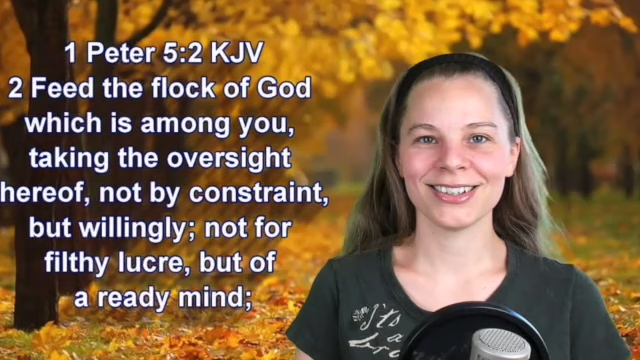 1 Peter 5:2 KJV
2 Feed the flock of God
which is among you,
taking the oversight
hereof, not by constraint,
but willingly; not for
filthy lucre, but of
a ready mind;
It's
a